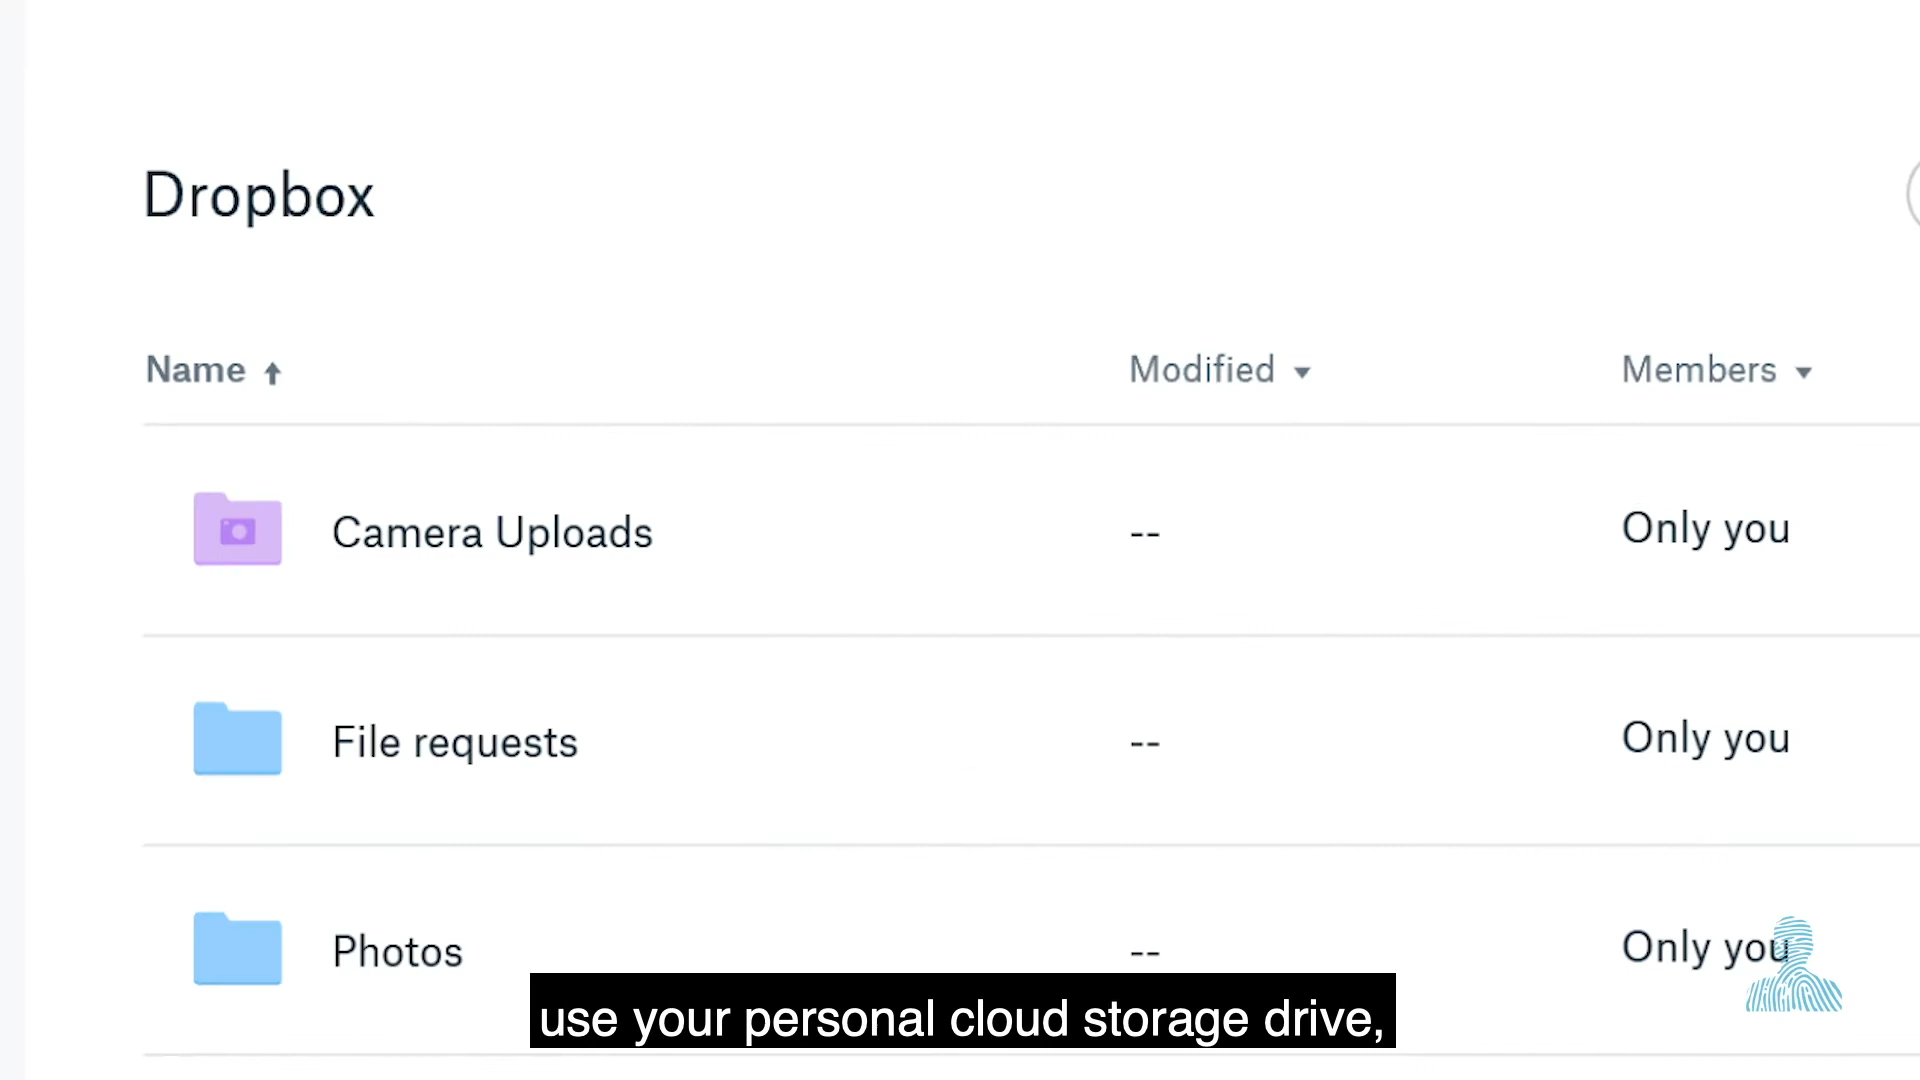 Dropbox
Name Modified Members
Camera Uploads -- Only you
File requests -- Only you
Photos -- Only you
use your personal cloud storage drive,